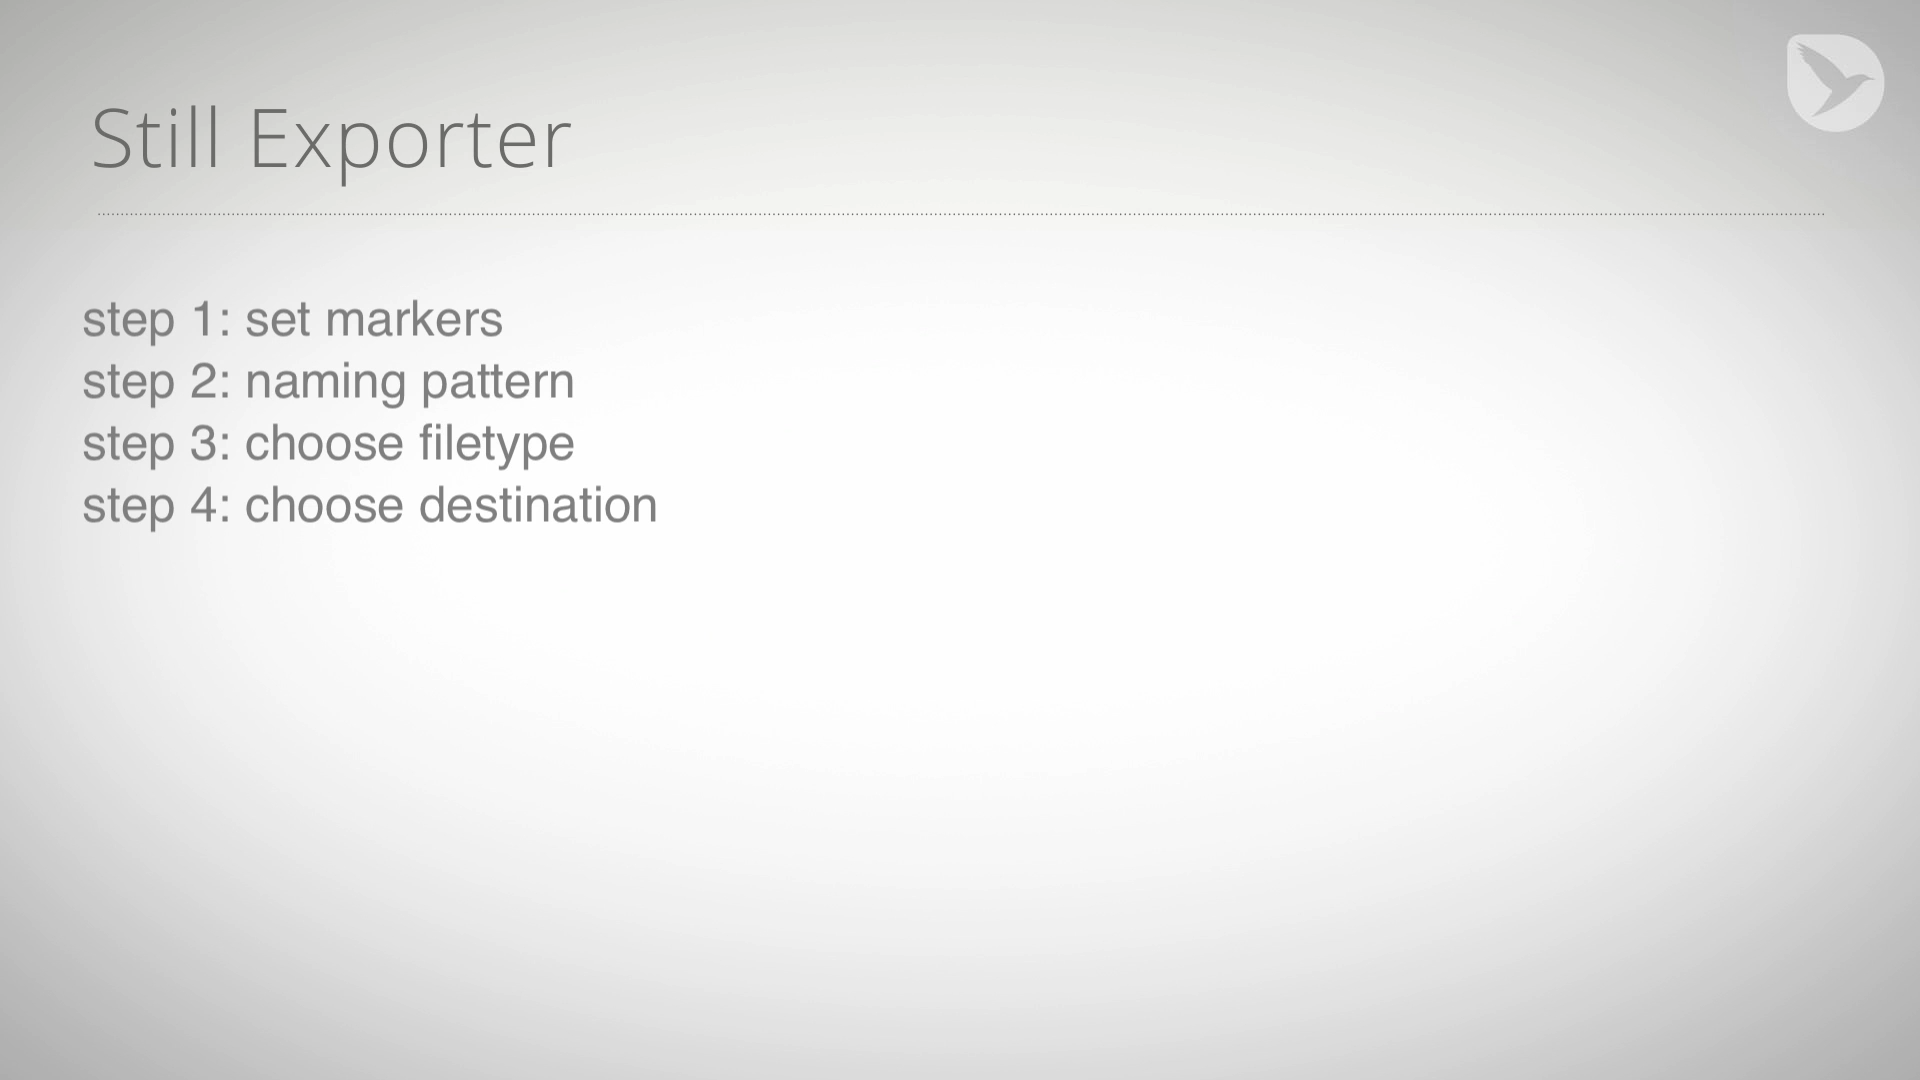 Still Exporter
step 1: set markers
step 2: naming pattern
step 3: choose filetype
step 4: choose destination